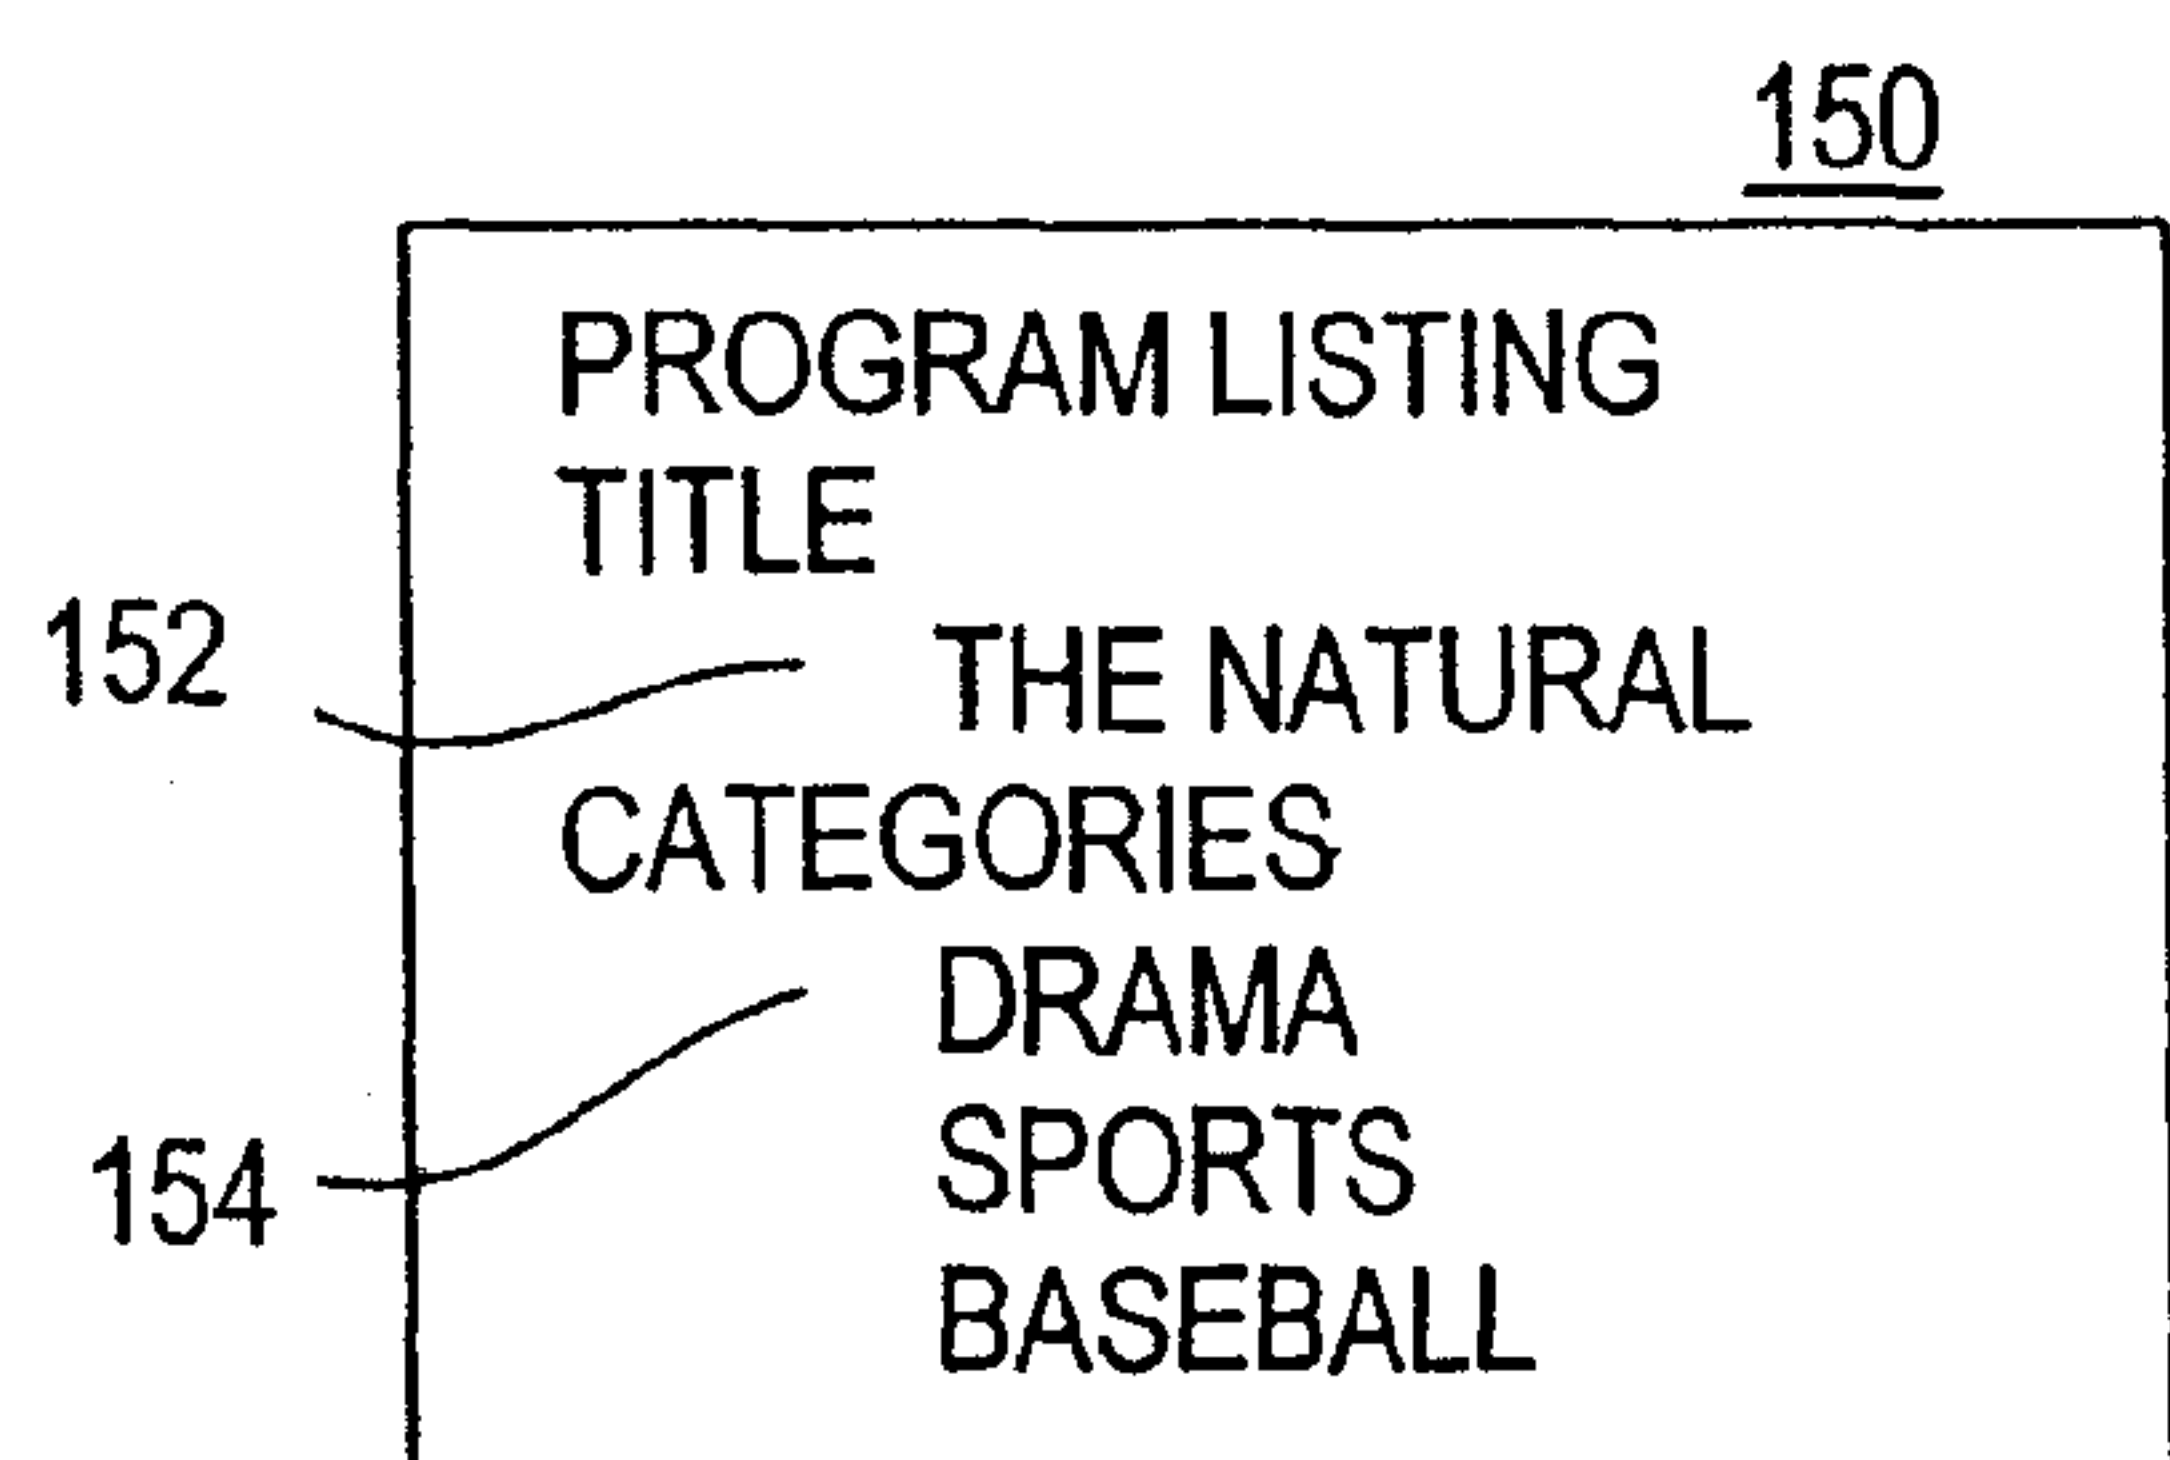 150
PROGRAM LISTING
TITLE
152
THE NATURAL
CATEGORIES
DRAMA
154
SPORTS
BASEBALL